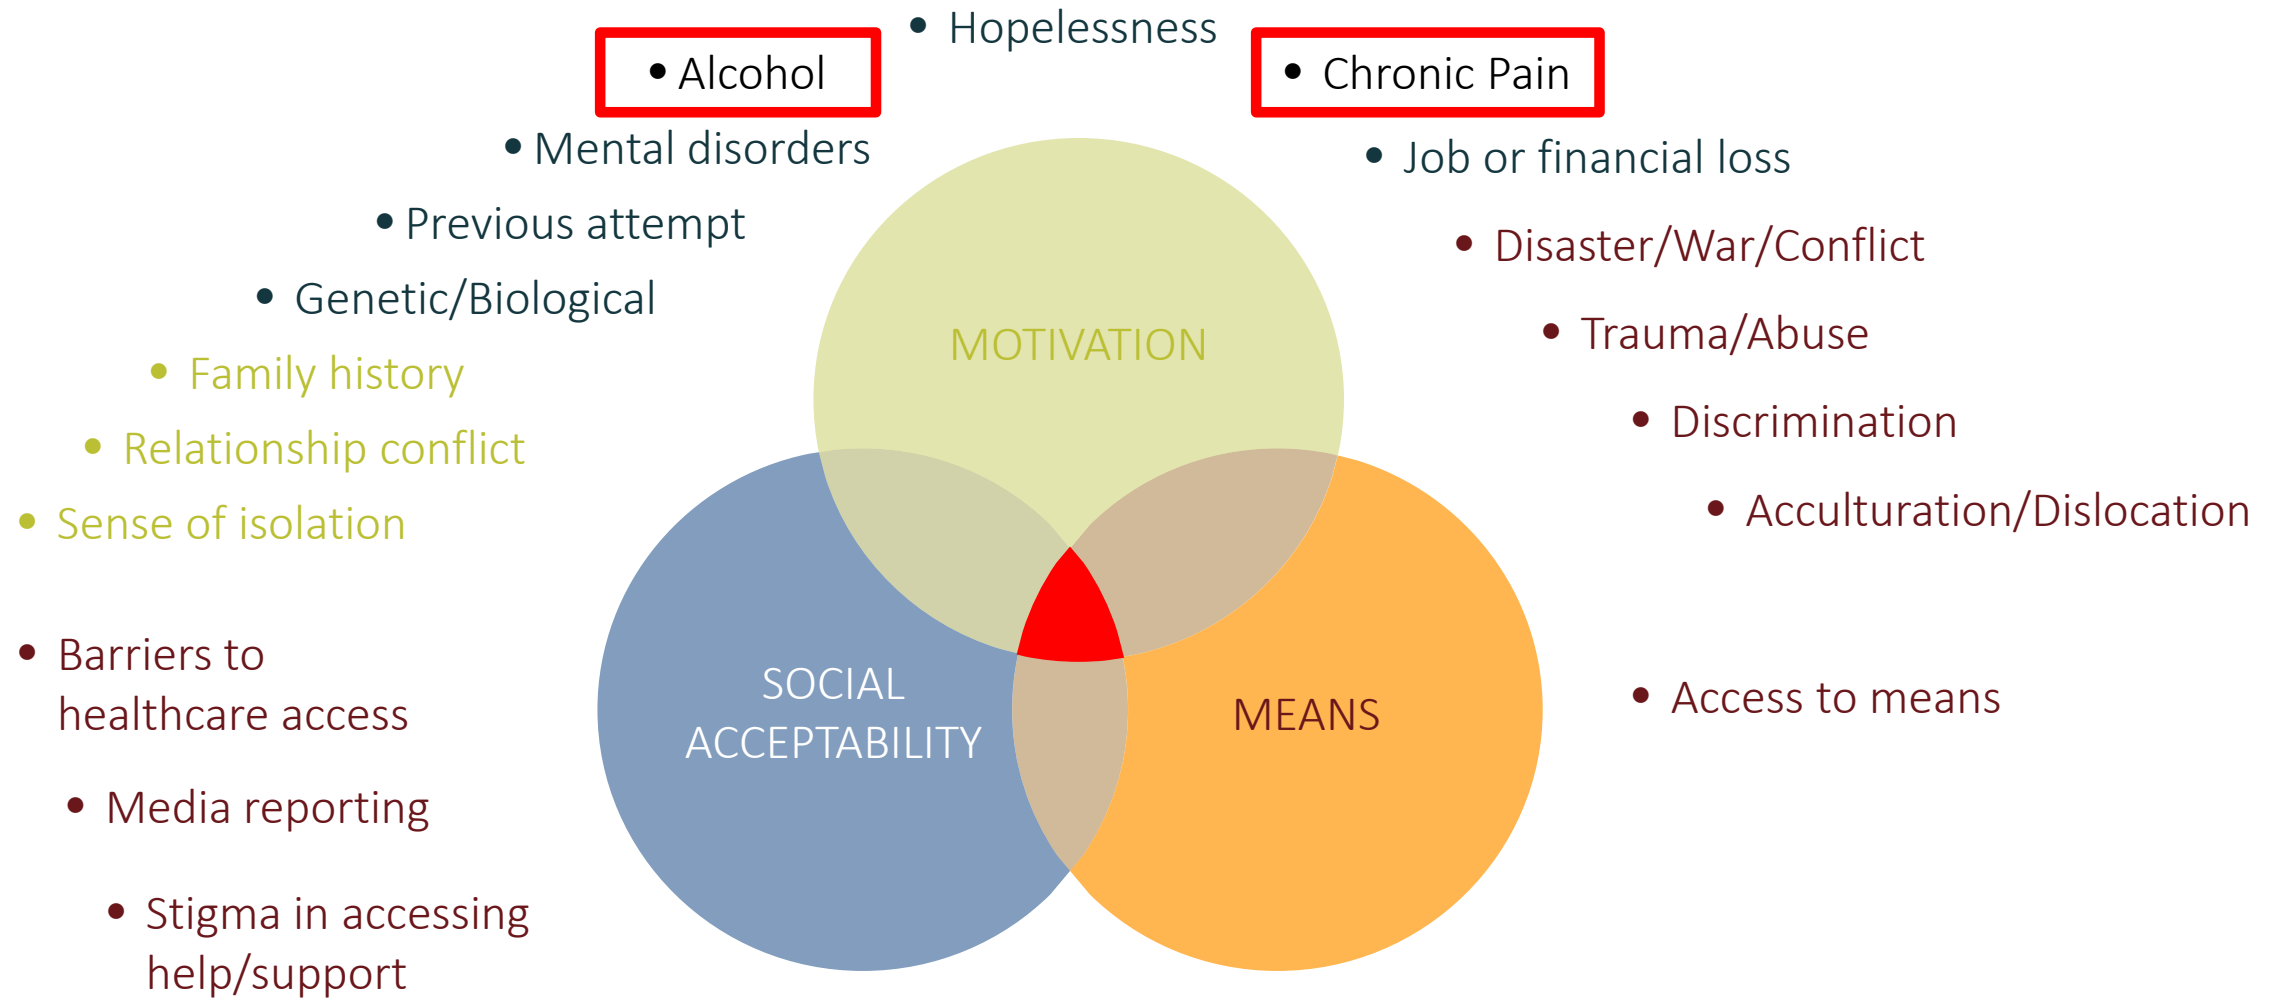 • Hopelessness
• Alcohol
• Chronic Pain
• Mental disorders
• Job or financial loss
• Previous attempt
• Disaster/War/Conflict
• Genetic/Biological
• Trauma/Abuse
• Family history
• Discrimination
• Relationship conflict
• Acculturation/Dislocation
• Sense of isolation
MOTIVATION
SOCIAL
ACCEPTABILITY
MEANS
• Barriers to
healthcare access
• Access to means
• Media reporting
• Stigma in accessing
help/support